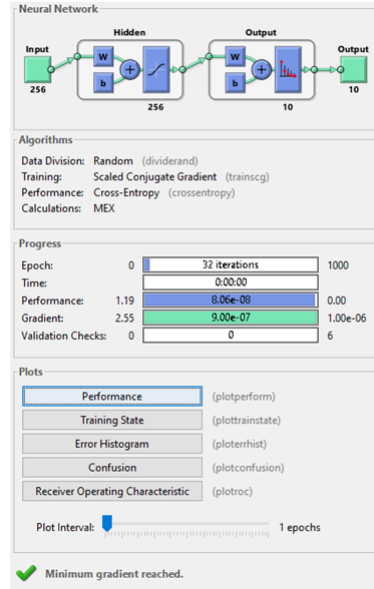 Neural Network
Hidden Output
Input Output
W W
b b
256 10
256 10
Algorithms
Data Division: Random (dividerand)
Training: Scaled Conjugate Gradient (trainscg)
Performance: Cross-Entropy (crossentropy)
Calculations: MEX
Progress
Epoch: 0 32 iterations 1000
Time: 0:00:00
Performance: 1.19 8.06e-08 0.00
Gradient: 2.55 9.00e-07 1.00e-06
Validation Checks: 0 0 6
Plots
Performance (plotperform)
Training State (plottrainstate)
Error Histogram (ploterrhist)
Confusion (plotconfusion)
Receiver Operating Characteristic (plotroc)
Plot Interval: 1 epochs
Minimum gradient reached.